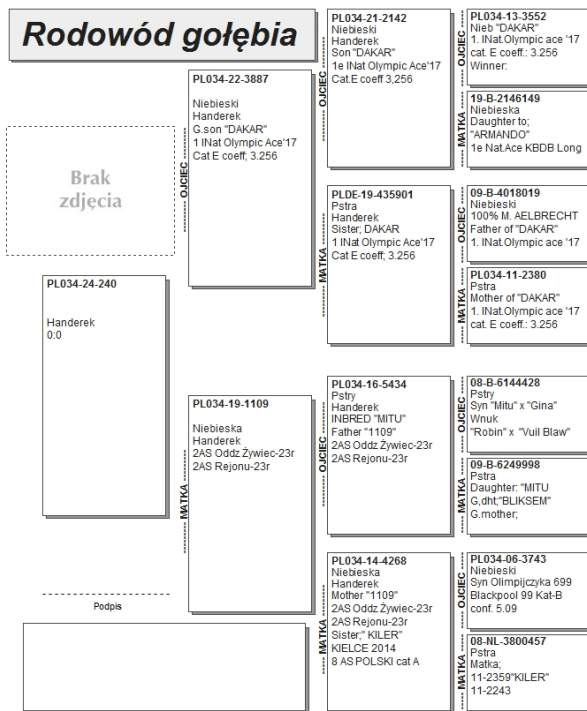 Rodowód gołębia
Brak
zdjęcia
PL034-24-240
Handerek
0:0
Podpis
OJCIEC
PL034-22-3887
Niebieski
Handerek
G.son "DAKAR"
1 INat Olympic Ace'17
Cat E coeff; 3.256
MATKA
PL034-19-1109
Niebieska
Handerek
2AS Oddz Żywiec-23r
2AS Rejonu-23r
OJCIEC
PL034-21-2142
Niebieski
Handerek
Son "DAKAR"
1e INat Olympic Ace'17
Cat.E coeff 3,256
MATKA
PLDE-19-435901
Pstra
Handerek
Sister; DAKAR
1 INat Olympic Ace'17
Cat E coeff; 3.256
OJCIEC
PL034-16-5434
Pstry
Handerek
INBRED "MITU"
Father "1109"
2AS Oddz Żywiec-23r
2AS Rejonu-23r
MATKA
PL034-14-4268
Niebieska
Handerek
Mother "1109"
2AS Oddz Żywiec-23r
2AS Rejonu-23r
Sister;" KILER"
KIELCE 2014
8 AS POLSKI cat A
OJCIEC
PL034-13-3552
Nieb "DAKAR"
1. INat.Olympic ace '17
cat. E coeff.: 3.256
Winner:
MATKA
19-B-2146149
Niebieska
Daughter to;
"ARMANDO"
1e Nat.Ace KBDB Long
OJCIEC
09-B-4018019
Niebieski
100% M. AELBRECHT
Father of "DAKAR"
1. INat.Olympic ace '17
MATKA
PL034-11-2380
Pstra
Mother of "DAKAR"
1. INat.Olympic ace '17
cat. E coeff.: 3.256
OJCIEC
08-B-6144428
Pstry
Syn "Mitu" x "Gina"
Wnuk
"Robin" x "Vuil Blaw"
MATKA
09-B-6249998
Pstra
Daughter: "MITU
G,dht;"BLIKSEM"
G.mother;
OJCIEC
PL034-06-3743
Niebieski
Syn Olimpijczyka 699
Blackpool 99 Kat-B
conf. 5.09
MATKA
08-NL-3800457
Pstra
Matka;
11-2359"KILER"
11-2243